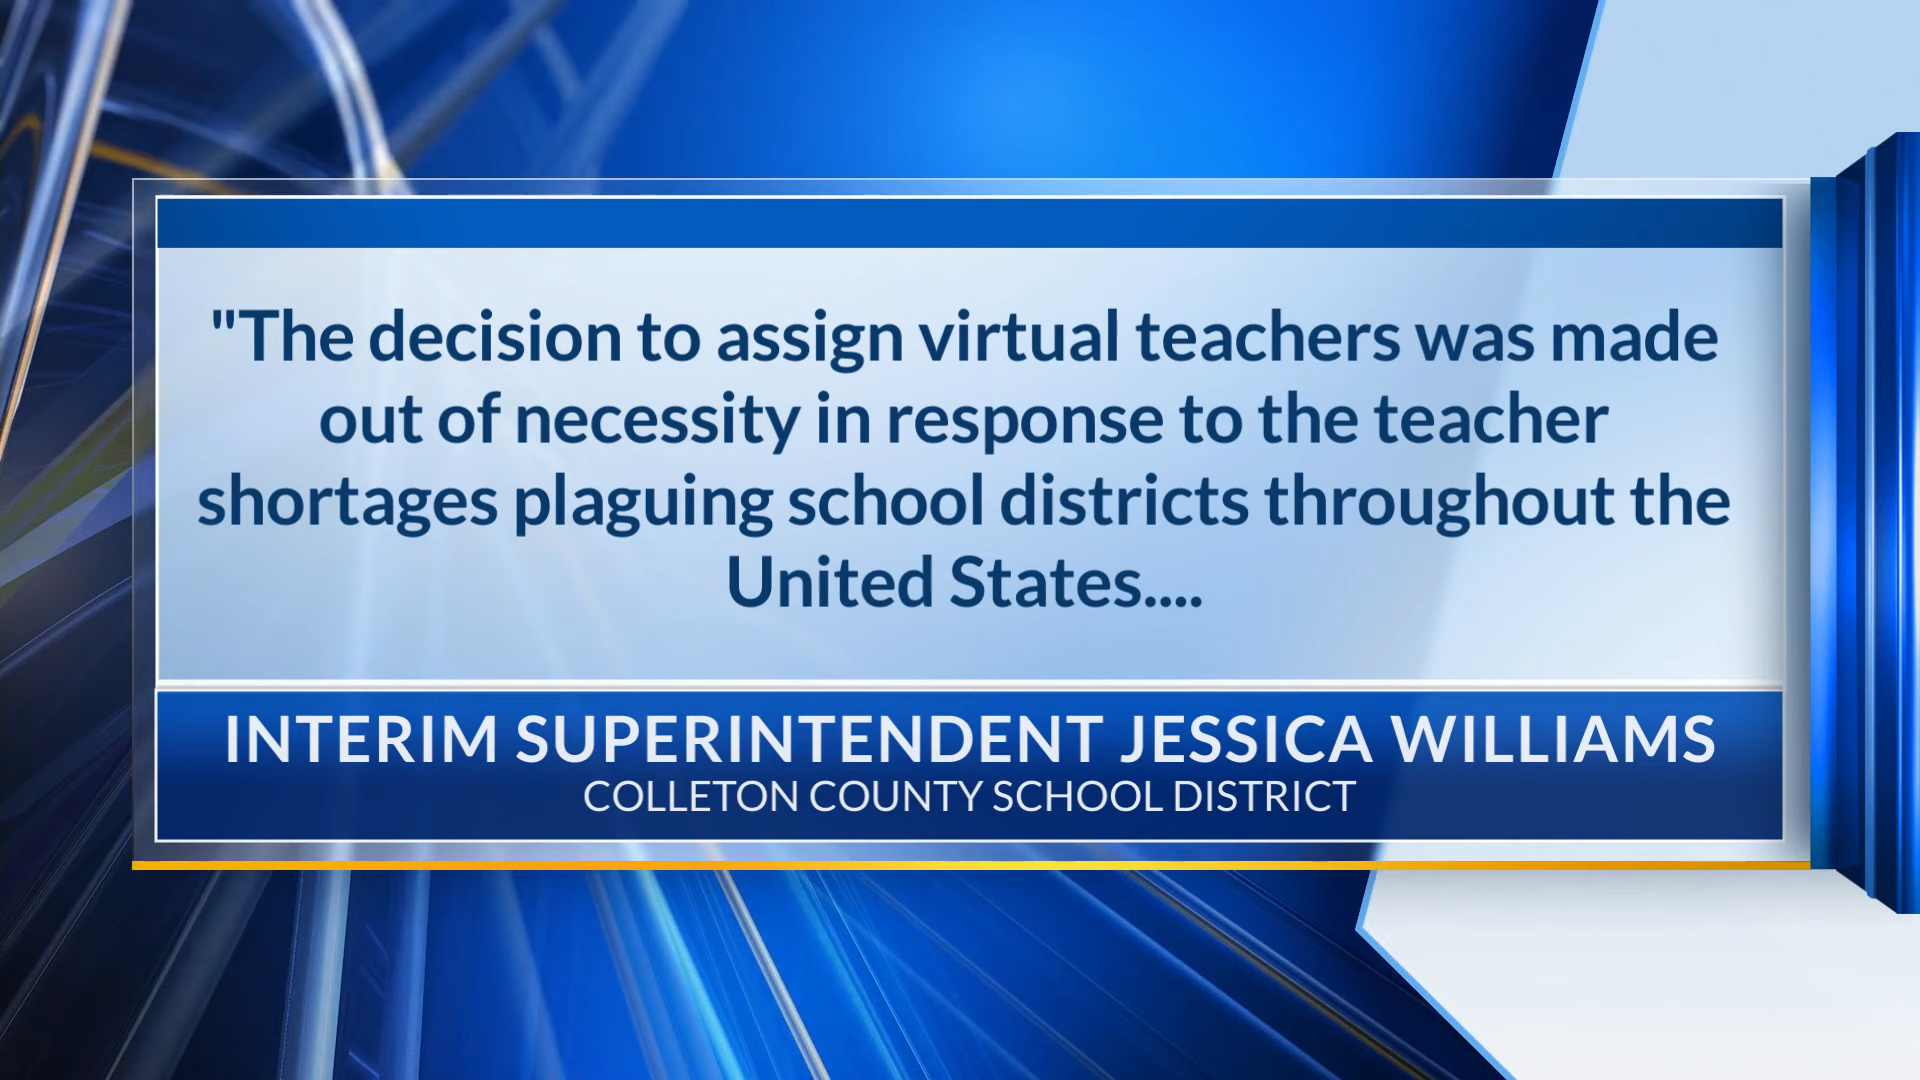 "The decision to assign virtual teachers was made
out of necessity in response to the teacher
shortages plaguing school districts throughout the
United States....
INTERIM SUPERINTENDENT JESSICA WILLIAMS
COLLETON COUNTY SCHOOL DISTRICT